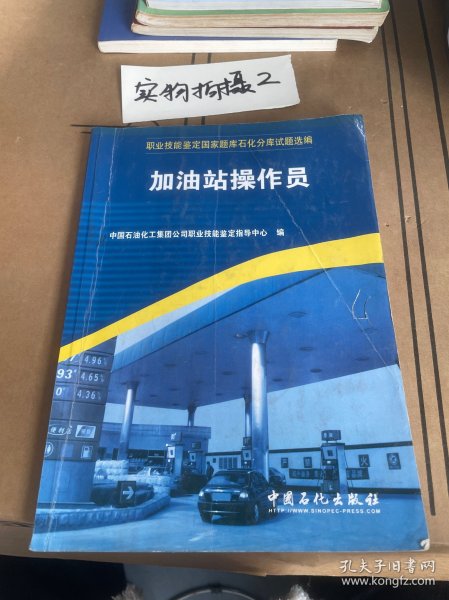 实物拍摄2
职业技能鉴定国家题库石化分库试题选编
加油站操作员
中国石油化工集团公司职业技能鉴定指导中心 编
4.96
93# 4.65
0# 4.36
便利店
中国石化出版社
HTTP://WWW.SINOPEC-PRESS.COM
孔夫子旧书网
www.kongfz.com